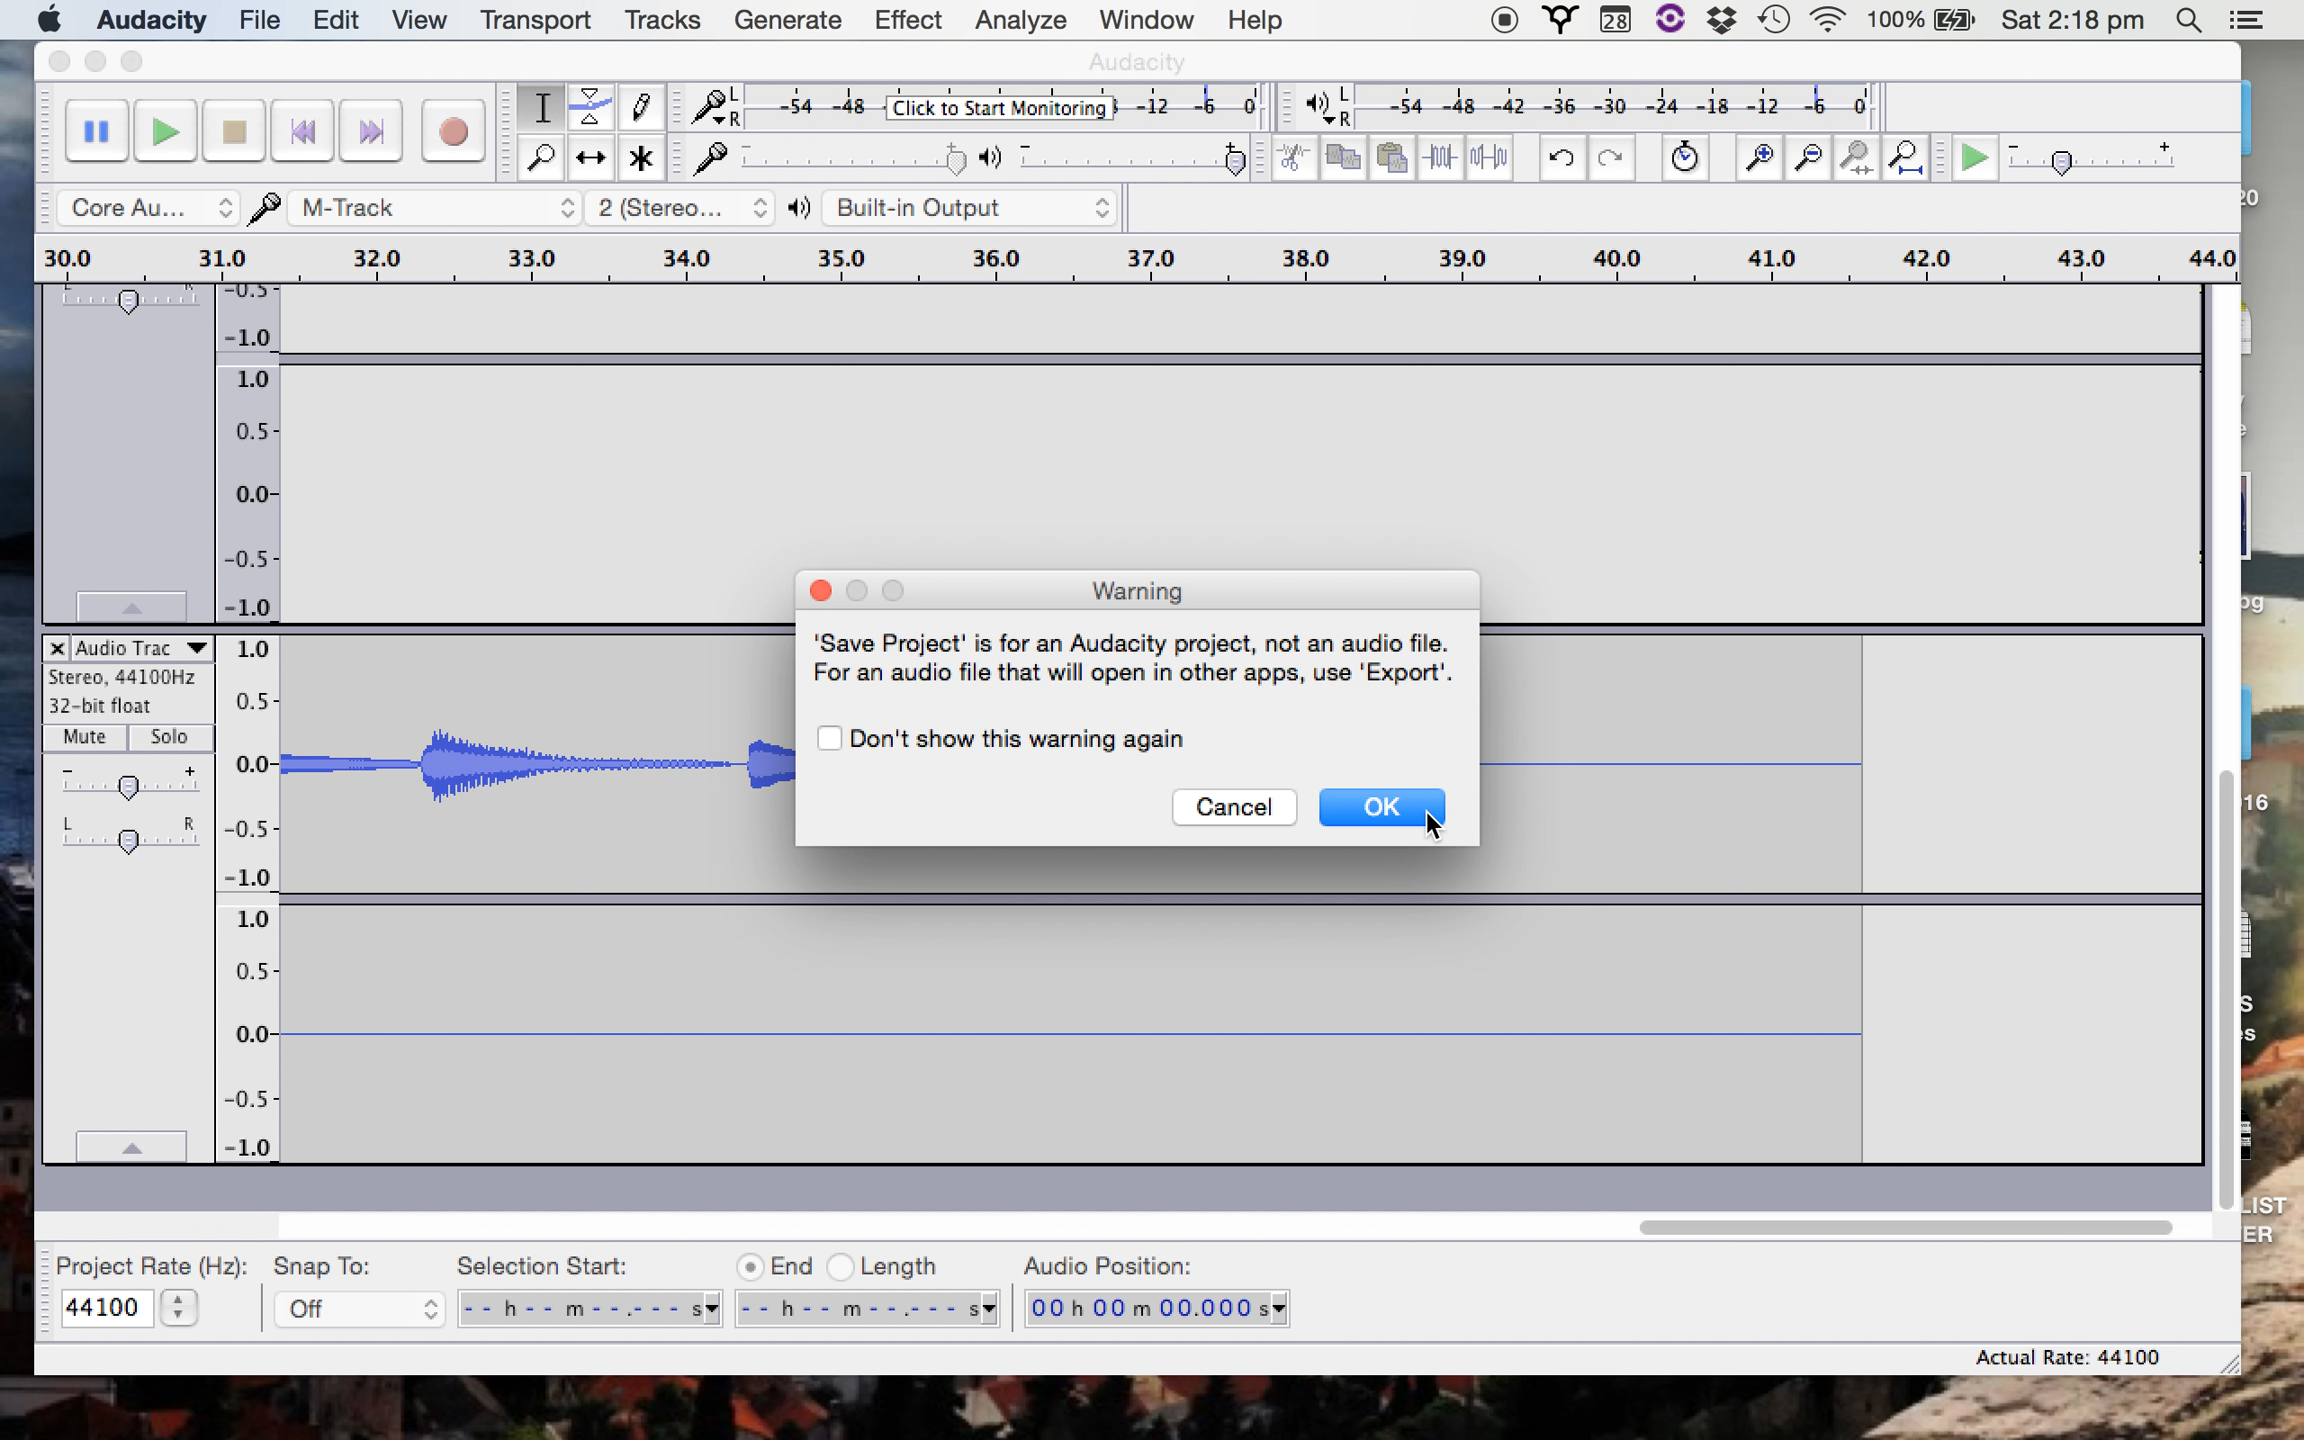 Audacity File Edit View Transport Tracks Generate Effect Analyze Window Help 28 100% Sat 2:18 pm
Audacity
L R -54 -48 Click to Start Monitoring -12 -6 0 L R -54 -48 -42 -36 -30 -24 -18 -12 -6 0
Core Au... M-Track 2 (Stereo... Built-in Output
30.0 31.0 32.0 33.0 34.0 35.0 36.0 37.0 38.0 39.0 40.0 41.0 42.0 43.0 44.0
-0.5
-1.0
1.0
0.5
0.0
-0.5
-1.0
Warning
'Save Project' is for an Audacity project, not an audio file.
For an audio file that will open in other apps, use 'Export'.
Don't show this warning again
Cancel OK
Audio Trac
Stereo, 44100Hz
32-bit float
Mute Solo
- +
L R
1.0
0.5
0.0
-0.5
-1.0
1.0
0.5
0.0
-0.5
-1.0
Project Rate (Hz): Snap To: Selection Start: End Length Audio Position:
44100 Off -- h -- m --.--- s -- h -- m --.--- s 00 h 00 m 00.000 s
Actual Rate: 44100
20
16
LIST